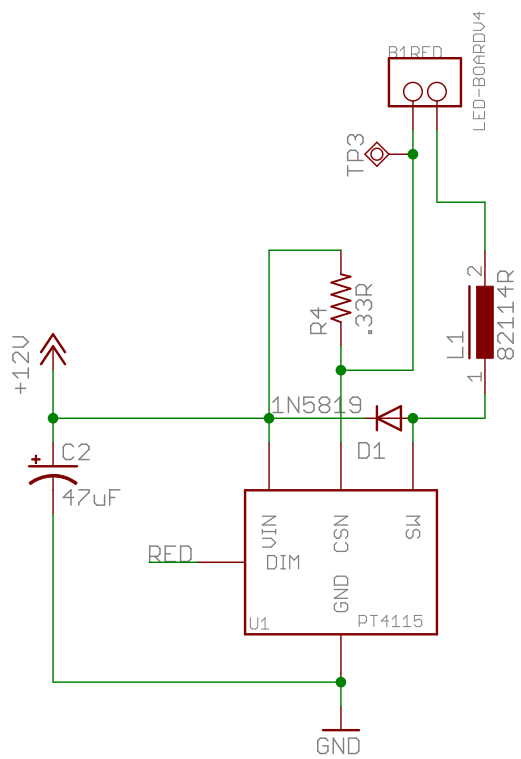 B1RED
LED-BOARDV4
TP3
2
R4
.33R
L1
82114R
+12V
1
1N5819
D1
C2
47uF
VIN
CSN
SW
RED
DIM
GND
U1
PT4115
GND